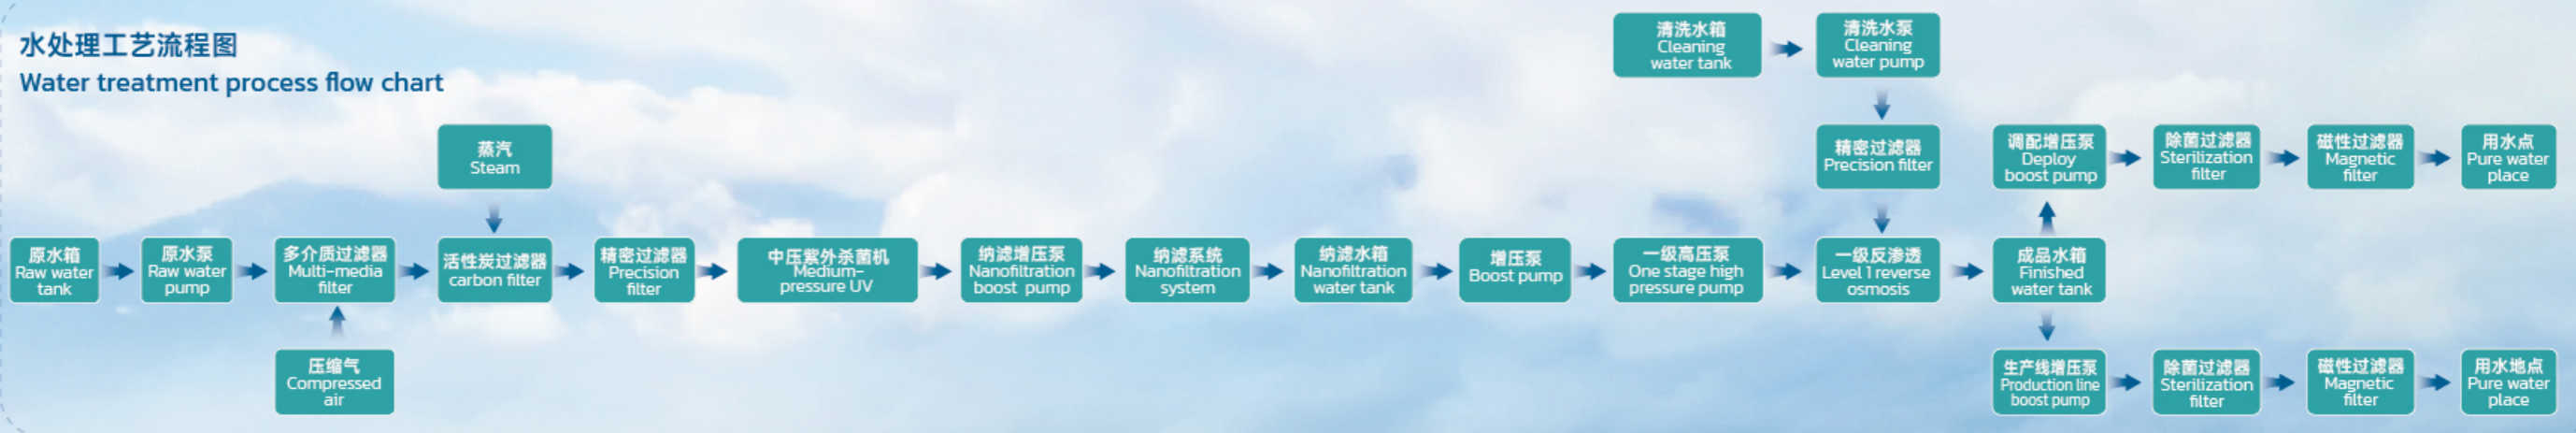 水处理工艺流程图
Water treatment process flow chart
清洗水箱
Cleaning
water tank
清洗水泵
Cleaning
water pump
蒸汽
Steam
精密过滤器
Precision filter
调配增压泵
Deploy
boost pump
除菌过滤器
Sterilization
filter
磁性过滤器
Magnetic
filter
用水点
Pure water
place
原水箱
Raw water
tank
原水泵
Raw water
pump
多介质过滤器
Multi-media
filter
活性炭过滤器
carbon filter
精密过滤器
Precision
filter
中压紫外杀菌机
Medium-
pressure UV
纳滤增压泵
Nanofiltration
boost pump
纳滤系统
Nanofiltration
system
纳滤水箱
Nanofiltration
water tank
增压泵
Boost pump
一级高压泵
One stage high
pressure pump
一级反渗透
Level 1 reverse
osmosis
成品水箱
Finished
water tank
压缩气
Compressed
air
生产线增压泵
Production line
boost pump
除菌过滤器
Sterilization
filter
磁性过滤器
Magnetic
filter
用水地点
Pure water
place